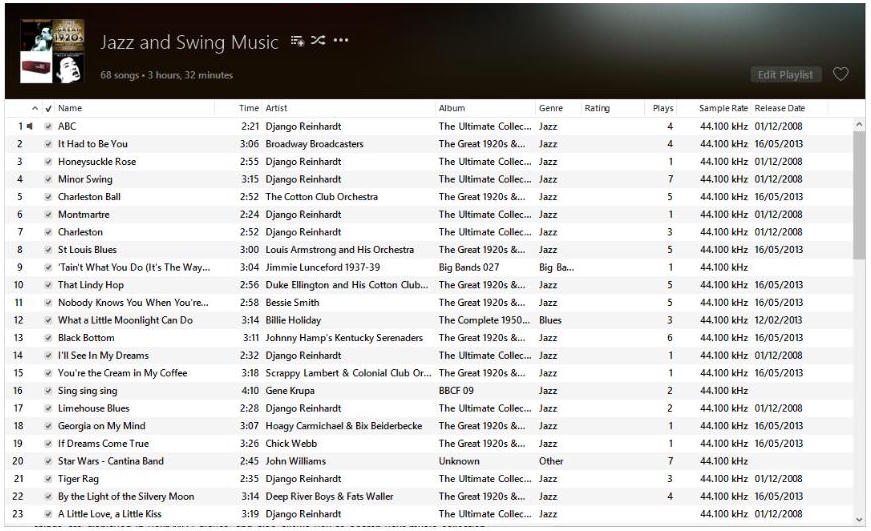 Jazz and Swing Music
68 songs • 3 hours, 32 minutes
Edit Playlist
Name Time Artist Album Genre Rating Plays Sample Rate Release Date
1 ABC 2:21 Django Reinhardt The Ultimate Collec... Jazz 4 44.100 kHz 01/12/2008
2 It Had to Be You 3:06 Broadway Broadcasters The Great 1920s &... Jazz 4 44.100 kHz 16/05/2013
3 Honeysuckle Rose 2:55 Django Reinhardt The Ultimate Collec... Jazz 1 44.100 kHz 01/12/2008
4 Minor Swing 3:15 Django Reinhardt The Ultimate Collec... Jazz 7 44.100 kHz 01/12/2008
5 Charleston Ball 2:52 The Cotton Club Orchestra The Great 1920s &... Jazz 5 44.100 kHz 16/05/2013
6 Montmartre 2:24 Django Reinhardt The Ultimate Collec... Jazz 1 44.100 kHz 01/12/2008
7 Charleston 2:52 Django Reinhardt The Ultimate Collec... Jazz 3 44.100 kHz 01/12/2008
8 St Louis Blues 3:00 Louis Armstrong and His Orchestra The Great 1920s &... Jazz 5 44.100 kHz 16/05/2013
9 'Tain't What You Do (It's The Way... 3:04 Jimmie Lunceford 1937-39 Big Bands 027 Big Ba... 1 44.100 kHz
10 That Lindy Hop 2:56 Duke Ellington and His Cotton Club... The Great 1920s &... Jazz 5 44.100 kHz 16/05/2013
11 Nobody Knows You When You're... 2:58 Bessie Smith The Great 1920s &... Jazz 5 44.100 kHz 16/05/2013
12 What a Little Moonlight Can Do 3:14 Billie Holiday The Complete 1950... Blues 3 44.100 kHz 12/02/2013
13 Black Bottom 3:11 Johnny Hamp's Kentucky Serenaders The Great 1920s &... Jazz 6 44.100 kHz 16/05/2013
14 I'll See In My Dreams 2:32 Django Reinhardt The Ultimate Collec... Jazz 1 44.100 kHz 01/12/2008
15 You're the Cream in My Coffee 3:18 Scrappy Lambert & Colonial Club Or... The Great 1920s &... Jazz 1 44.100 kHz 16/05/2013
16 Sing sing sing 4:10 Gene Krupa BBCF 09 Jazz 2 44.100 kHz
17 Limehouse Blues 2:28 Django Reinhardt The Ultimate Collec... Jazz 2 44.100 kHz 01/12/2008
18 Georgia on My Mind 3:07 Hoagy Carmichael & Bix Beiderbecke The Great 1920s &... Jazz 1 44.100 kHz 16/05/2013
19 If Dreams Come True 3:26 Chick Webb The Great 1920s &... Jazz 1 44.100 kHz 16/05/2013
20 Star Wars - Cantina Band 2:45 John Williams Unknown Other 7 44.100 kHz
21 Tiger Rag 2:35 Django Reinhardt The Ultimate Collec... Jazz 3 44.100 kHz 01/12/2008
22 By the Light of the Silvery Moon 3:14 Deep River Boys & Fats Waller The Great 1920s &... Jazz 4 44.100 kHz 16/05/2013
23 A Little Love, a Little Kiss 3:19 Django Reinhardt The Ultimate Collec... Jazz 44.100 kHz 01/12/2008